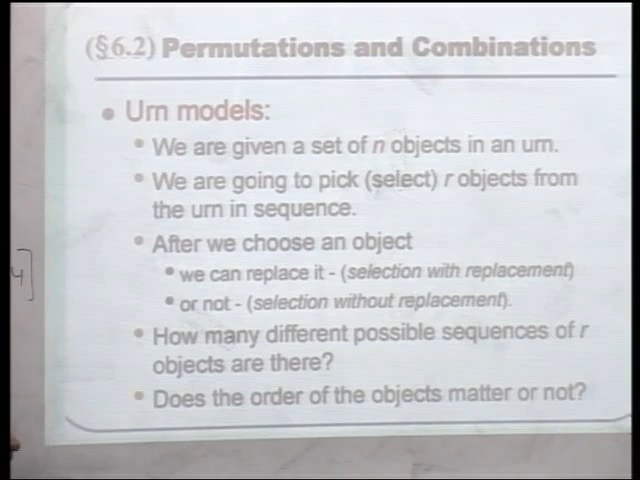 (§6.2) Permutations and Combinations
• Urn models:
• We are given a set of n objects in an urn.
• We are going to pick (select) r objects from
the urn in sequence.
• After we choose an object
• we can replace it - (selection with replacement)
• or not - (selection without replacement).
• How many different possible sequences of r
objects are there?
• Does the order of the objects matter or not?
4]